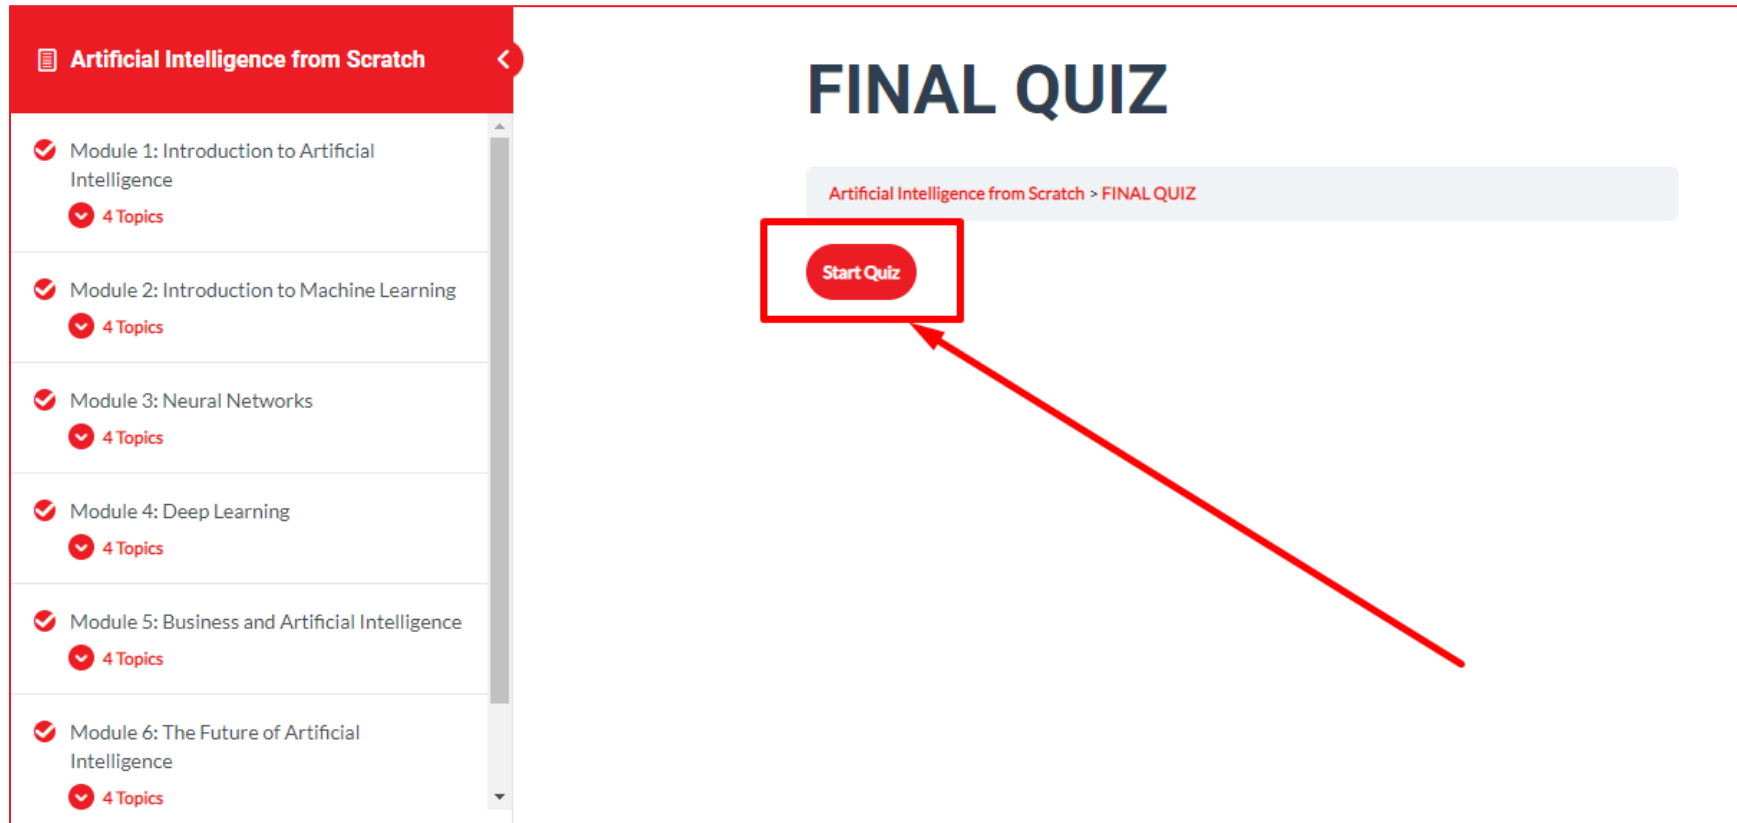 Artificial Intelligence from Scratch
Module 1: Introduction to Artificial
Intelligence
4 Topics
Module 2: Introduction to Machine Learning
4 Topics
Module 3: Neural Networks
4 Topics
Module 4: Deep Learning
4 Topics
Module 5: Business and Artificial Intelligence
4 Topics
Module 6: The Future of Artificial
Intelligence
4 Topics
FINAL QUIZ
Artificial Intelligence from Scratch > FINAL QUIZ
Start Quiz